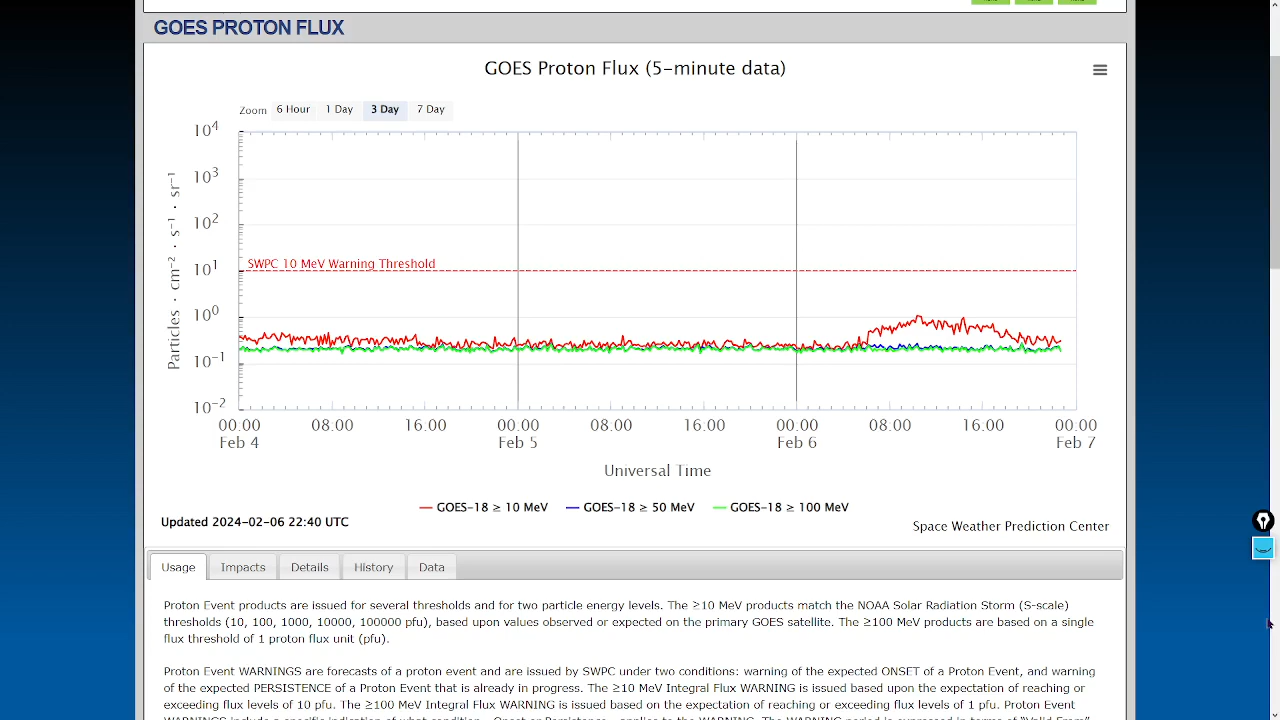 GOES PROTON FLUX
GOES Proton Flux (5-minute data)
Zoom 6 Hour 1 Day 3 Day 7 Day
10⁴
10³
10²
10¹
10⁰
10⁻¹
10⁻²
Particles · cm⁻² · s⁻¹ · sr⁻¹
SWPC 10 MeV Warning Threshold
00.00 08.00 16.00 00.00 08.00 16.00 00.00 08.00 16.00 00.00
Feb 4 Feb 5 Feb 6 Feb 7
Universal Time
GOES-18 ≥ 10 MeV GOES-18 ≥ 50 MeV GOES-18 ≥ 100 MeV
Updated 2024-02-06 22:40 UTC
Space Weather Prediction Center
Usage Impacts Details History Data
Proton Event products are issued for several thresholds and for two particle energy levels. The ≥10 MeV products match the NOAA Solar Radiation Storm (S-scale)
thresholds (10, 100, 1000, 10000, 100000 pfu), based upon values observed or expected on the primary GOES satellite. The ≥100 MeV products are based on a single
flux threshold of 1 proton flux unit (pfu).
Proton Event WARNINGS are forecasts of a proton event and are issued by SWPC under two conditions: warning of the expected ONSET of a Proton Event, and warning
of the expected PERSISTENCE of a Proton Event that is already in progress. The ≥10 MeV Integral Flux WARNING is issued based upon the expectation of reaching or
exceeding flux levels of 10 pfu. The ≥100 MeV Integral Flux WARNING is issued based on the expectation of reaching or exceeding flux levels of 1 pfu. Proton Event